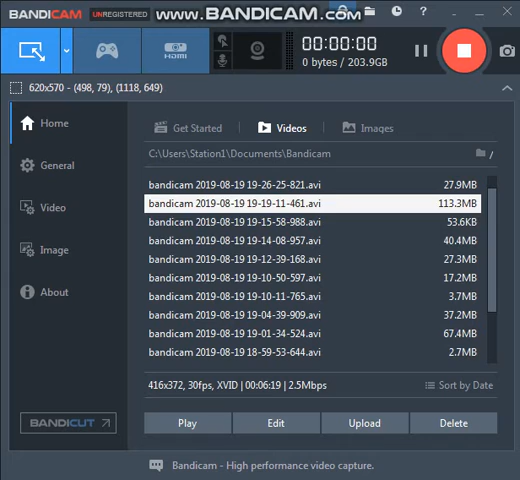 BANDICAM UNREGISTERED www.BANDICAM.com
00:00:00
HDMI
0 bytes / 203.9GB
620x570 - (498, 79), (1118, 649)
Home
Get Started
Videos
Images
C:\Users\Station1\Documents\Bandicam
/
General
bandicam 2019-08-19 19-26-25-821.avi 27.9MB
bandicam 2019-08-19 19-19-11-461.avi 113.3MB
Video
bandicam 2019-08-19 19-15-58-988.avi 53.6KB
bandicam 2019-08-19 19-14-08-957.avi 40.4MB
Image
bandicam 2019-08-19 19-12-39-168.avi 27.3MB
bandicam 2019-08-19 19-10-50-597.avi 17.2MB
About
bandicam 2019-08-19 19-10-11-765.avi 3.7MB
bandicam 2019-08-19 19-04-39-909.avi 37.2MB
bandicam 2019-08-19 19-01-34-524.avi 67.4MB
bandicam 2019-08-19 18-59-53-644.avi 2.7MB
416x372, 30fps, XVID | 00:06:19 | 2.5Mbps
Sort by Date
BANDICUT
Play
Edit
Upload
Delete
Bandicam - High performance video capture.